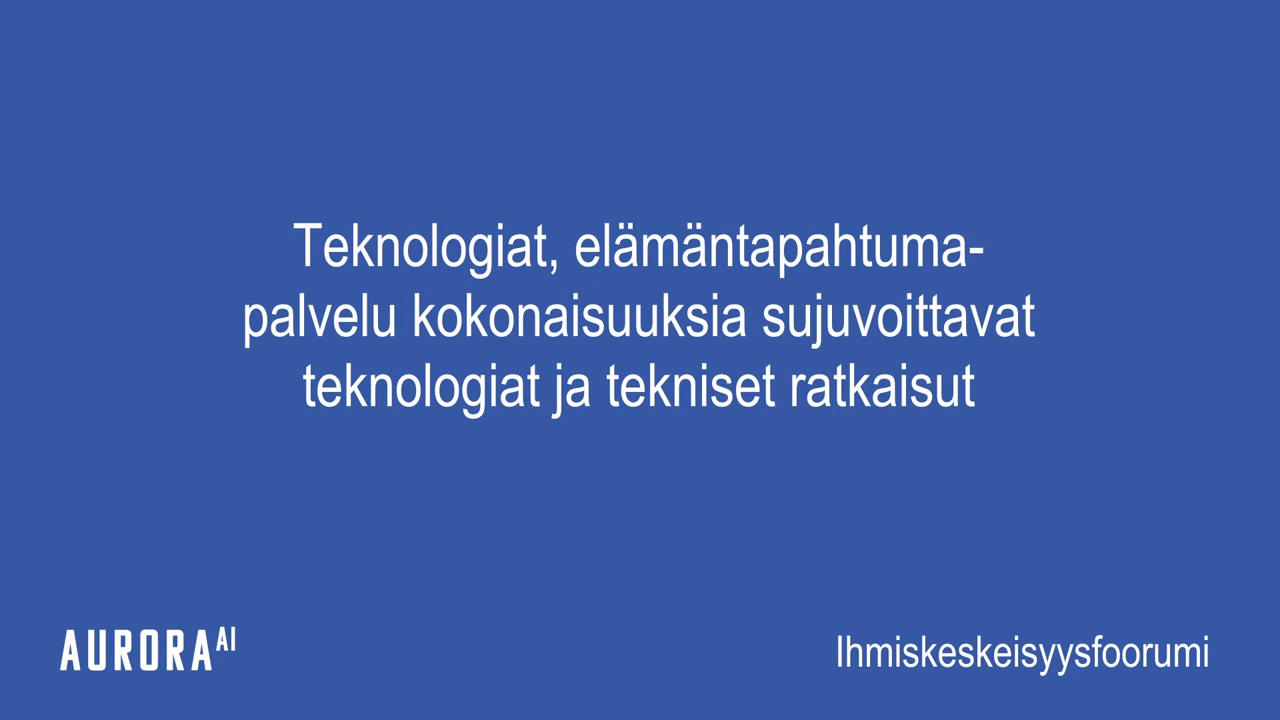 Teknologiat, elämäntapahtuma-
palvelu kokonaisuuksia sujuvoittavat
teknologiat ja tekniset ratkaisut
AURORA AI
Ihmiskeskeisyysfoorumi